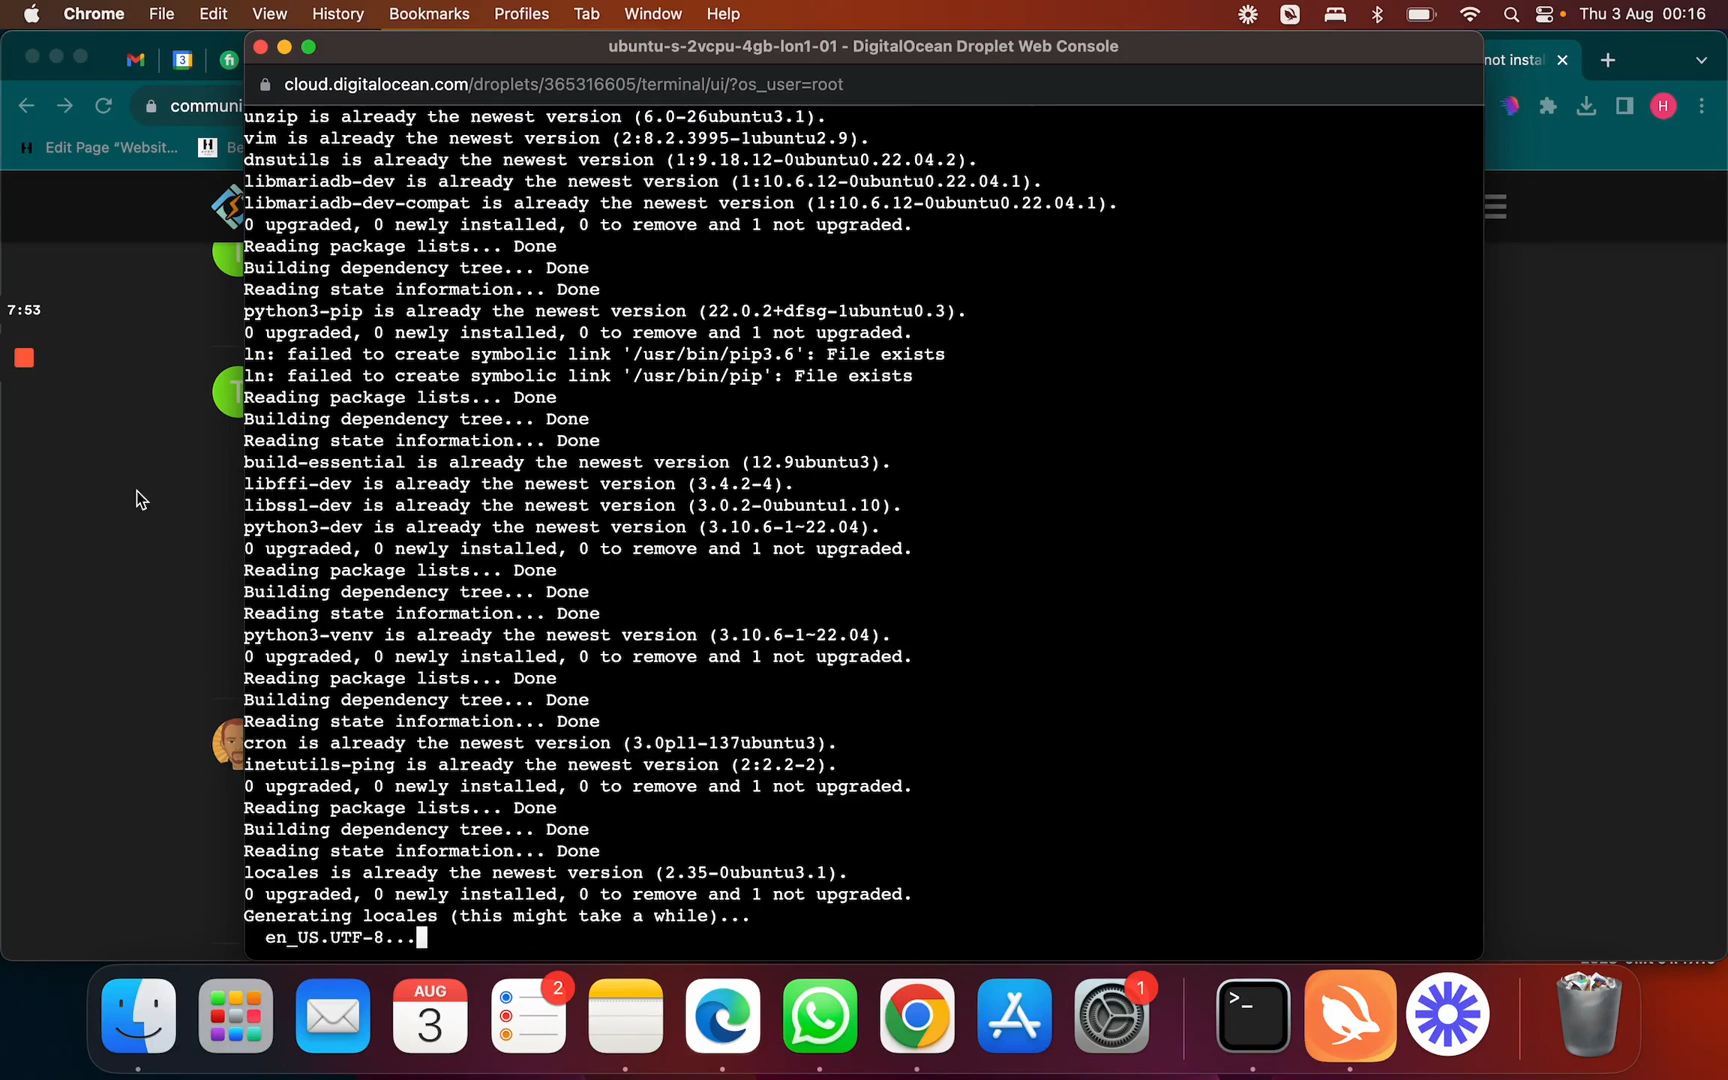 Chrome File Edit View History Bookmarks Profiles Tab Window Help Thu 3 Aug 00:16
ubuntu-s-2vcpu-4gb-lon1-01 - DigitalOcean Droplet Web Console
cloud.digitalocean.com/droplets/365316605/terminal/ui/?os_user=root
3
fi
not instal
communi
H
H Edit Page “Websit...
H Be
7:53
T
unzip is already the newest version (6.0-26ubuntu3.1).
vim is already the newest version (2:8.2.3995-1ubuntu2.9).
dnsutils is already the newest version (1:9.18.12-0ubuntu0.22.04.2).
libmariadb-dev is already the newest version (1:10.6.12-0ubuntu0.22.04.1).
libmariadb-dev-compat is already the newest version (1:10.6.12-0ubuntu0.22.04.1).
0 upgraded, 0 newly installed, 0 to remove and 1 not upgraded.
Reading package lists... Done
Building dependency tree... Done
Reading state information... Done
python3-pip is already the newest version (22.0.2+dfsg-1ubuntu0.3).
0 upgraded, 0 newly installed, 0 to remove and 1 not upgraded.
ln: failed to create symbolic link '/usr/bin/pip3.6': File exists
ln: failed to create symbolic link '/usr/bin/pip': File exists
Reading package lists... Done
Building dependency tree... Done
Reading state information... Done
build-essential is already the newest version (12.9ubuntu3).
libffi-dev is already the newest version (3.4.2-4).
libssl-dev is already the newest version (3.0.2-0ubuntu1.10).
python3-dev is already the newest version (3.10.6-1~22.04).
0 upgraded, 0 newly installed, 0 to remove and 1 not upgraded.
Reading package lists... Done
Building dependency tree... Done
Reading state information... Done
python3-venv is already the newest version (3.10.6-1~22.04).
0 upgraded, 0 newly installed, 0 to remove and 1 not upgraded.
Reading package lists... Done
Building dependency tree... Done
Reading state information... Done
cron is already the newest version (3.0pl1-137ubuntu3).
inetutils-ping is already the newest version (2:2.2-2).
0 upgraded, 0 newly installed, 0 to remove and 1 not upgraded.
Reading package lists... Done
Building dependency tree... Done
Reading state information... Done
locales is already the newest version (2.35-0ubuntu3.1).
0 upgraded, 0 newly installed, 0 to remove and 1 not upgraded.
Generating locales (this might take a while)...
en_US.UTF-8...
AUG
3
2
1
>_